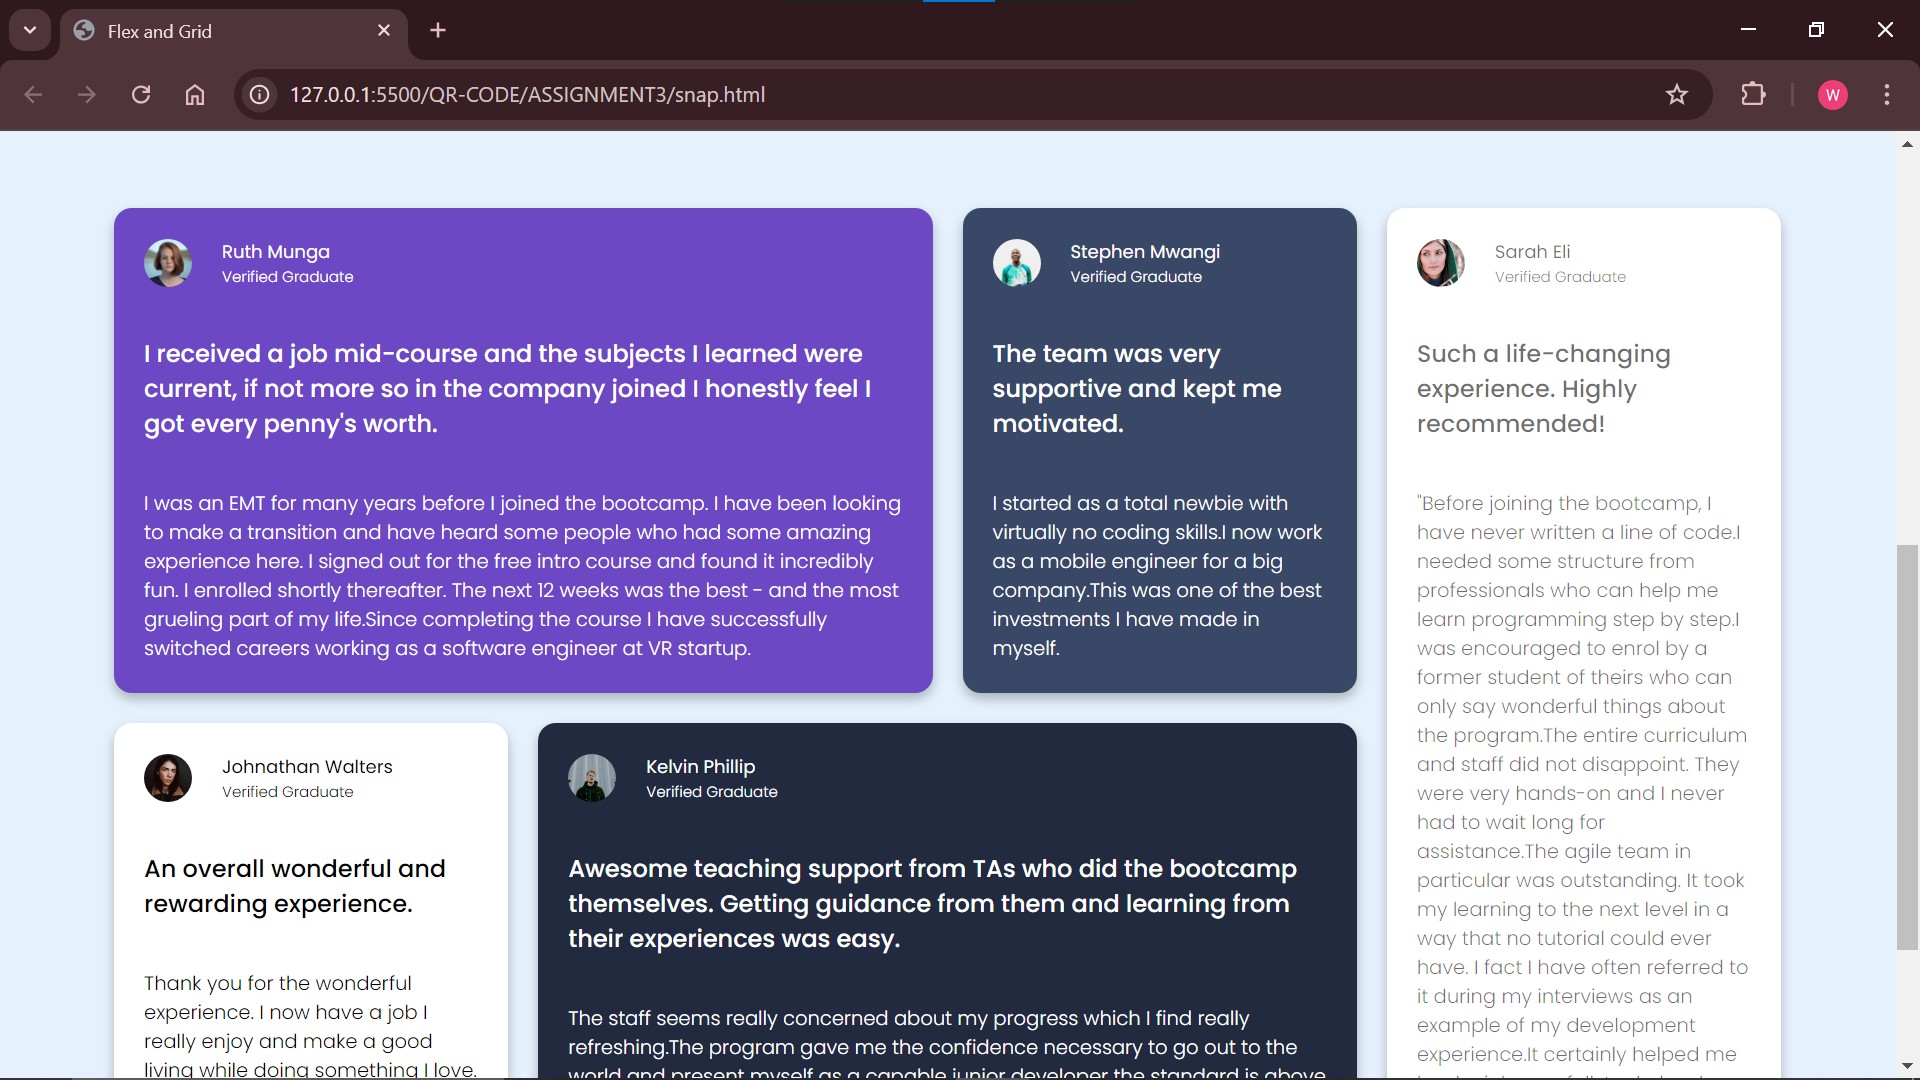 Flex and Grid
127.0.0.1:5500/QR-CODE/ASSIGNMENT3/snap.html
W
Ruth Munga
Verified Graduate
I received a job mid-course and the subjects I learned were
current, if not more so in the company joined I honestly feel I
got every penny's worth.
I was an EMT for many years before I joined the bootcamp. I have been looking
to make a transition and have heard some people who had some amazing
experience here. I signed out for the free intro course and found it incredibly
fun. I enrolled shortly thereafter. The next 12 weeks was the best - and the most
grueling part of my life.Since completing the course I have successfully
switched careers working as a software engineer at VR startup.
Stephen Mwangi
Verified Graduate
The team was very
supportive and kept me
motivated.
I started as a total newbie with
virtually no coding skills.I now work
as a mobile engineer for a big
company.This was one of the best
investments I have made in
myself.
Sarah Eli
Verified Graduate
Such a life-changing
experience. Highly
recommended!
"Before joining the bootcamp, I
have never written a line of code.I
needed some structure from
professionals who can help me
learn programming step by step.I
was encouraged to enrol by a
former student of theirs who can
only say wonderful things about
the program.The entire curriculum
and staff did not disappoint. They
were very hands-on and I never
had to wait long for
assistance.The agile team in
particular was outstanding. It took
my learning to the next level in a
way that no tutorial could ever
have. I fact I have often referred to
it during my interviews as an
example of my development
experience.It certainly helped me
Johnathan Walters
Verified Graduate
An overall wonderful and
rewarding experience.
Thank you for the wonderful
experience. I now have a job I
really enjoy and make a good
living while doing something I love.
Kelvin Phillip
Verified Graduate
Awesome teaching support from TAs who did the bootcamp
themselves. Getting guidance from them and learning from
their experiences was easy.
The staff seems really concerned about my progress which I find really
refreshing.The program gave me the confidence necessary to go out to the
world and present myself as a capable junior developer the standard is above